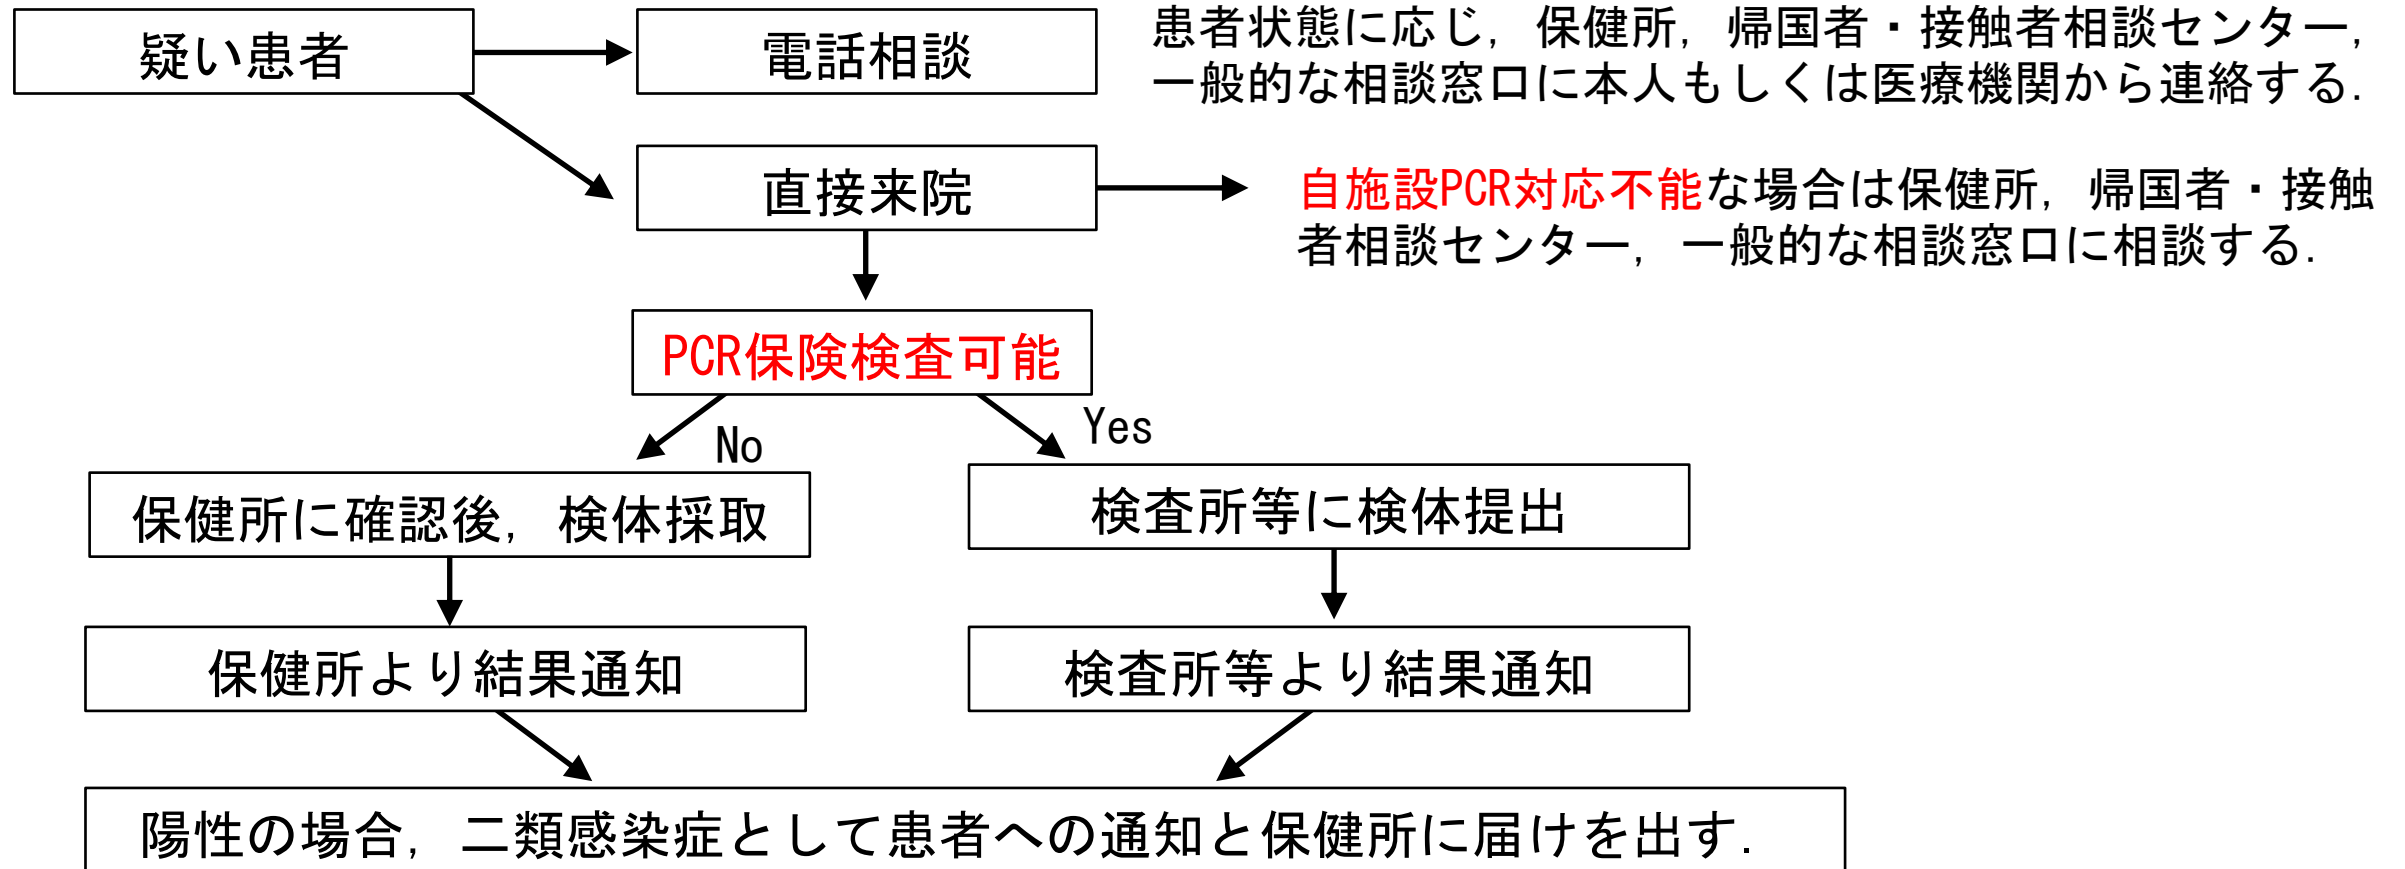 疑い患者
電話相談
患者状態に応じ，保健所，帰国者・接触者相談センター，
一般的な相談窓口に本人もしくは医療機関から連絡する．
直接来院
自施設PCR対応不能な場合は保健所，帰国者・接触
者相談センター，一般的な相談窓口に相談する．
PCR保険検査可能
No
Yes
保健所に確認後，検体採取
検査所等に検体提出
保健所より結果通知
検査所等より結果通知
陽性の場合，二類感染症として患者への通知と保健所に届けを出す．